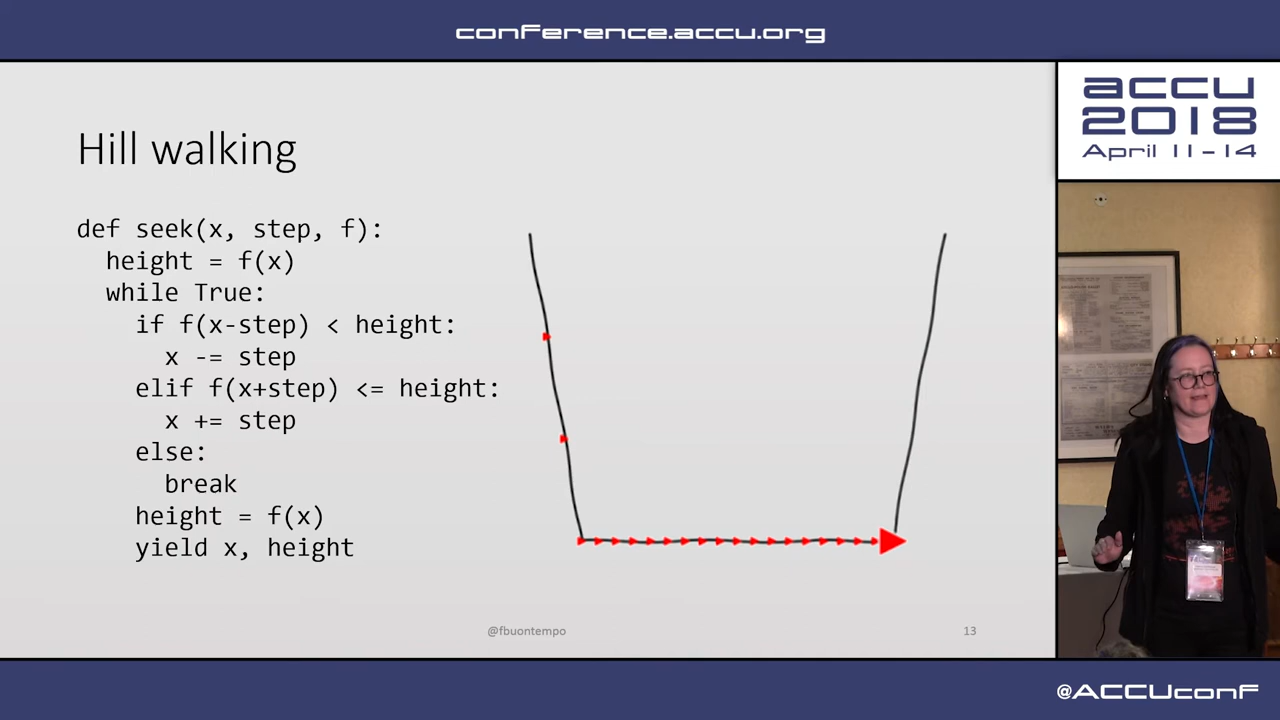 conference.accu.org
accu
2018
April 11-14
Hill walking
def seek(x, step, f):
  height = f(x)
  while True:
    if f(x-step) < height:
      x -= step
    elif f(x+step) <= height:
      x += step
    else:
      break
    height = f(x)
    yield x, height
@fbuontempo
13
@ACCUconf